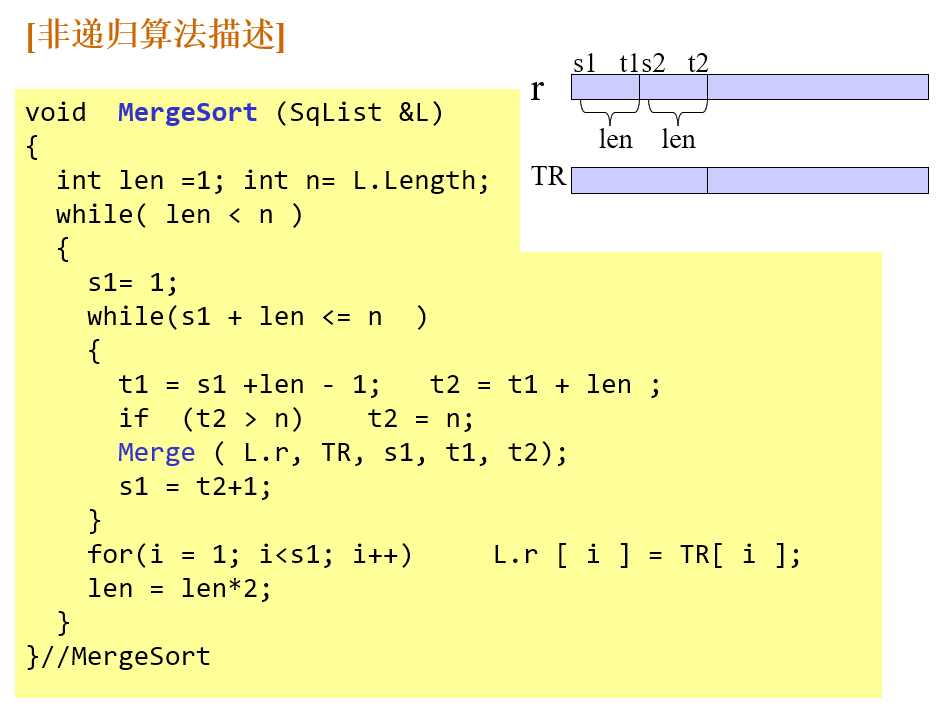 [非递归算法描述]
s1 t1 s2 t2
r
len len
TR
void MergeSort (SqList &L)
{
int len =1; int n= L.Length;
while( len < n )
{
s1= 1;
while(s1 + len <= n )
{
t1 = s1 +len - 1; t2 = t1 + len ;
if (t2 > n) t2 = n;
Merge ( L.r, TR, s1, t1, t2);
s1 = t2+1;
}
for(i = 1; i<s1; i++) L.r [ i ] = TR[ i ];
len = len*2;
}
}//MergeSort